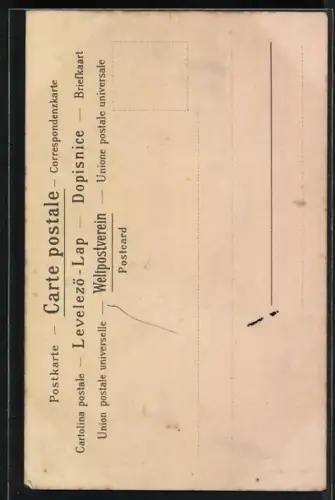 Postkarte — Carte postale — Correspondenzkarte
Cartolina postale — Levelezö-Lap — Dopisnice — Briefkaart
Union postale universelle — Weltpostverein — Unione postale universale
Postcard